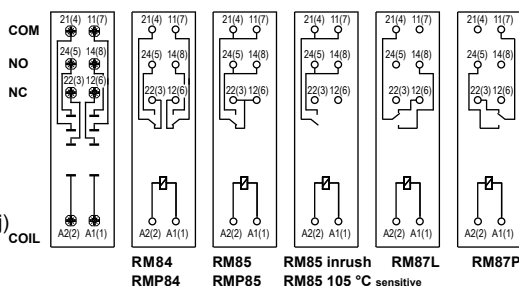 21(4) 11(7) 21(4) 11(7) 21(4) 11(7) 21(4) 11(7) 21(4) 11(7) 21(4) 11(7)
COM
24(5) 14(8) 24(5) 14(8) 24(5) 14(8) 24(5) 14(8) 24(5) 14(8) 24(5) 14(8)
NO
22(3) 12(6) 22(3) 12(6) 22(3) 12(6) 22(3) 12(6) 22(3) 12(6) 22(3) 12(6)
NC
)
COIL
A2(2) A1(1) A2(2) A1(1) A2(2) A1(1) A2(2) A1(1) A2(2) A1(1) A2(2) A1(1)
RM84 RM85 RM85 inrush RM87L RM87P
RMP84 RMP85 RM85 105 °C sensitive